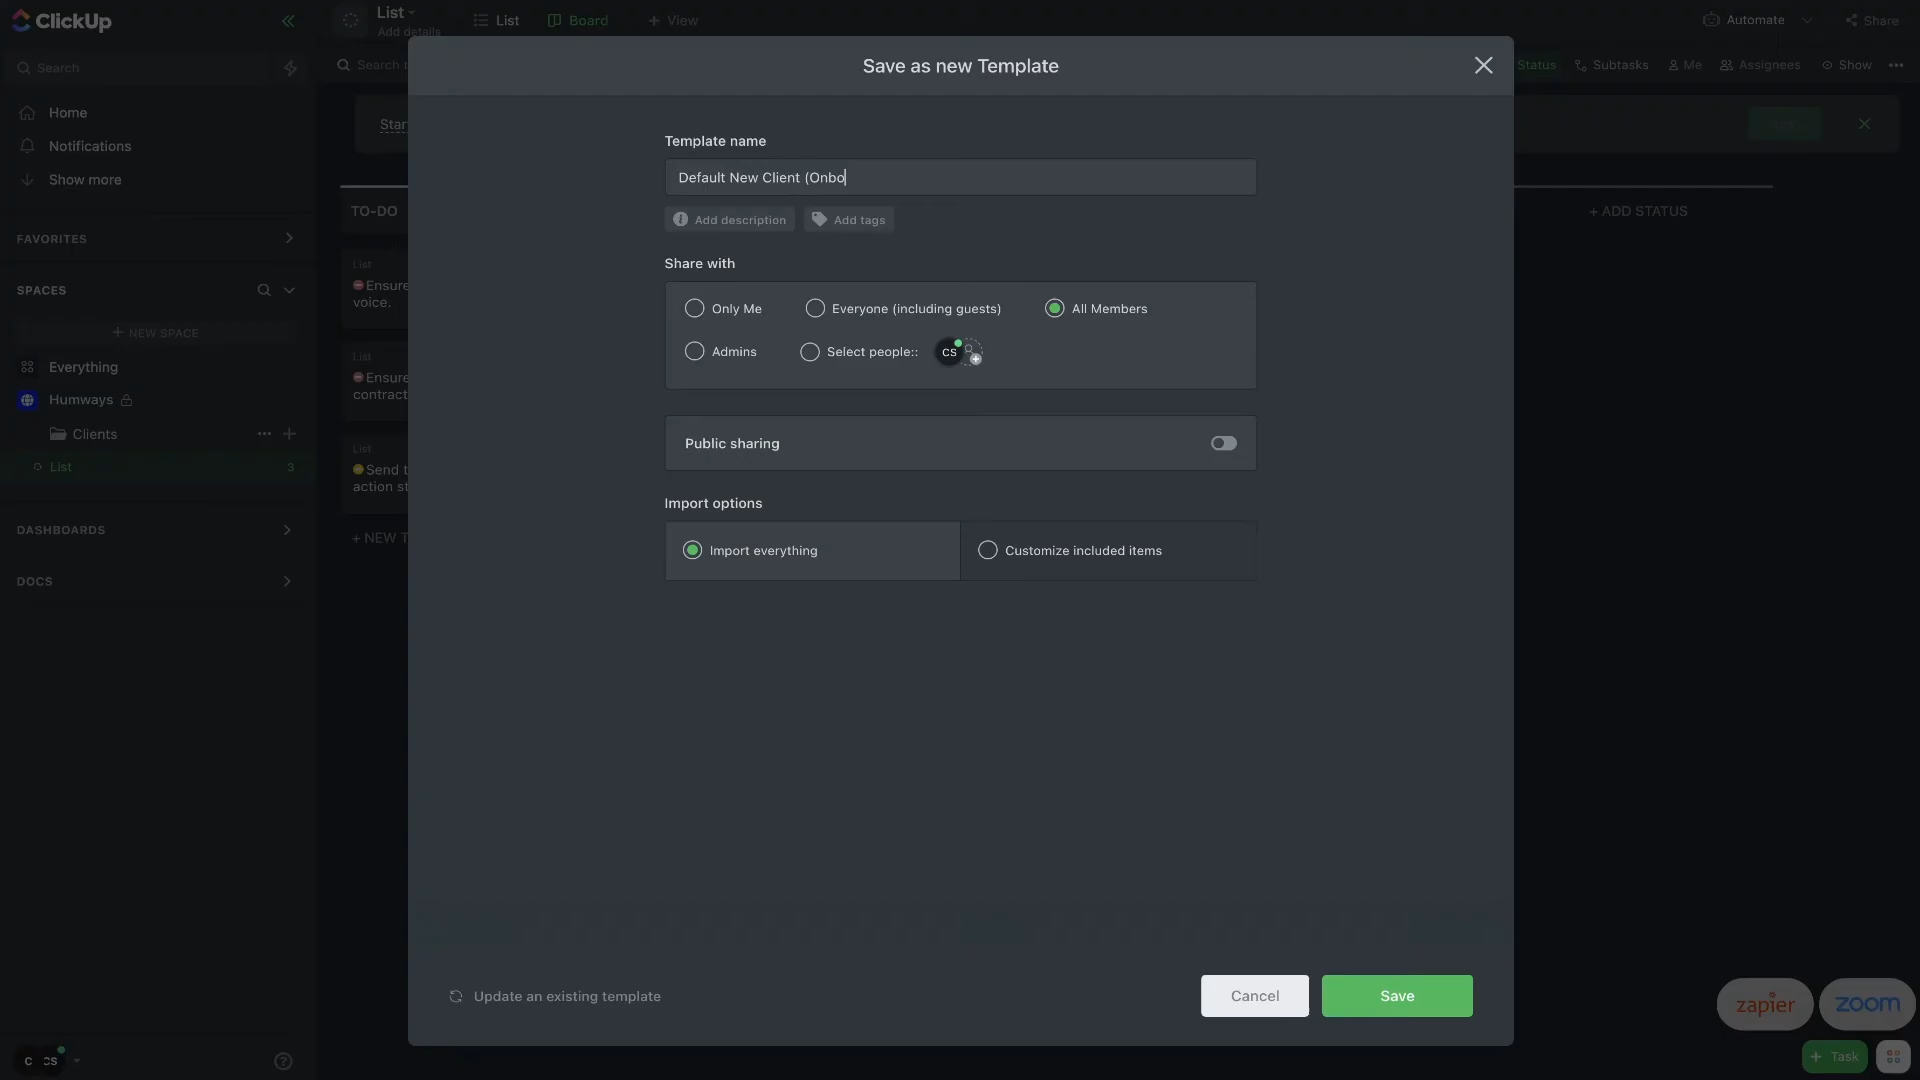 ClickUp
List
Add details
List
Board
+ View
Automate
Share
Search
Search
Status
Subtasks
Me
Assignees
Show
Save as new Template
Home
Notifications
Show more
FAVORITES
SPACES
+ NEW SPACE
Everything
Humways
Clients
List
3
DASHBOARDS
DOCS
TO-DO
+ ADD STATUS
List
Ensure
voice.
List
Ensure
contract
List
Send
action
+ NEW
Template name
Default New Client (Onbo
Add description
Add tags
Share with
Only Me
Everyone (including guests)
All Members
Admins
Select people::
CS
Public sharing
Import options
Import everything
Customize included items
Update an existing template
Cancel
Save
zapier
zoom
+ Task
C
CS